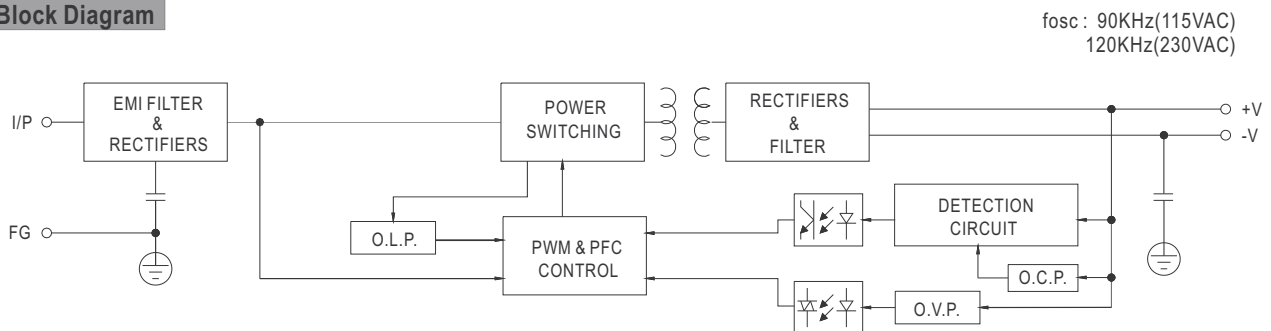 Block Diagram
fosc : 90KHz(115VAC)
120KHz(230VAC)
I/P
EMI FILTER
&
RECTIFIERS
POWER
SWITCHING
RECTIFIERS
&
FILTER
+V
-V
FG
O.L.P.
PWM & PFC
CONTROL
DETECTION
CIRCUIT
O.C.P.
O.V.P.